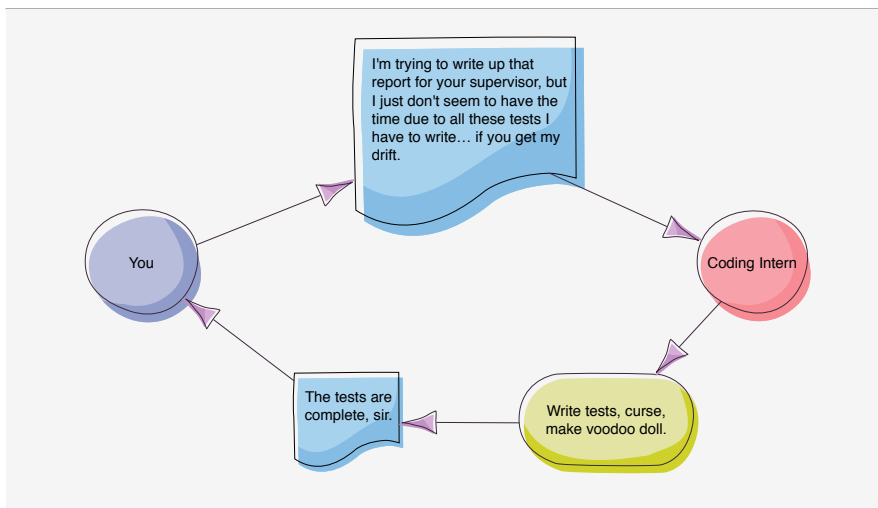 I'm trying to write up that
report for your supervisor, but
I just don't seem to have the
time due to all these tests I
have to write… if you get my
drift.
You
Coding Intern
The tests are
complete, sir.
Write tests, curse,
make voodoo doll.